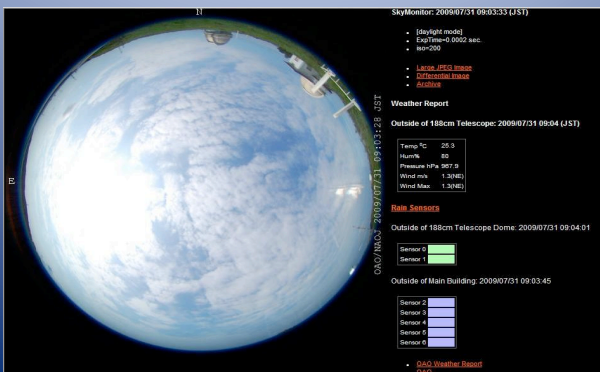 N
E
OAO/NAOJ 2009/07/31 09:03:28 JST
SkyMonitor: 2009/07/31 09:03:33 (JST)
[daylight mode]
ExpTime=0.0002 sec.
iso=200
Large JPEG Image
Differential Image
Archive
Weather Report
Outside of 188cm Telescope: 2009/07/31 09:04 (JST)
Temp °C 25.3
Hum% 80
Pressure hPa 967.9
Wind m/s 1.3(NE)
Wind Max 1.3(NE)
Rain Sensors
Outside of 188cm Telescope Dome: 2009/07/31 09:04:01
Sensor 0
Sensor 1
Outside of Main Building: 2009/07/31 09:03:45
Sensor 2
Sensor 3
Sensor 4
Sensor 5
Sensor 6
OAO Weather Report
OAO